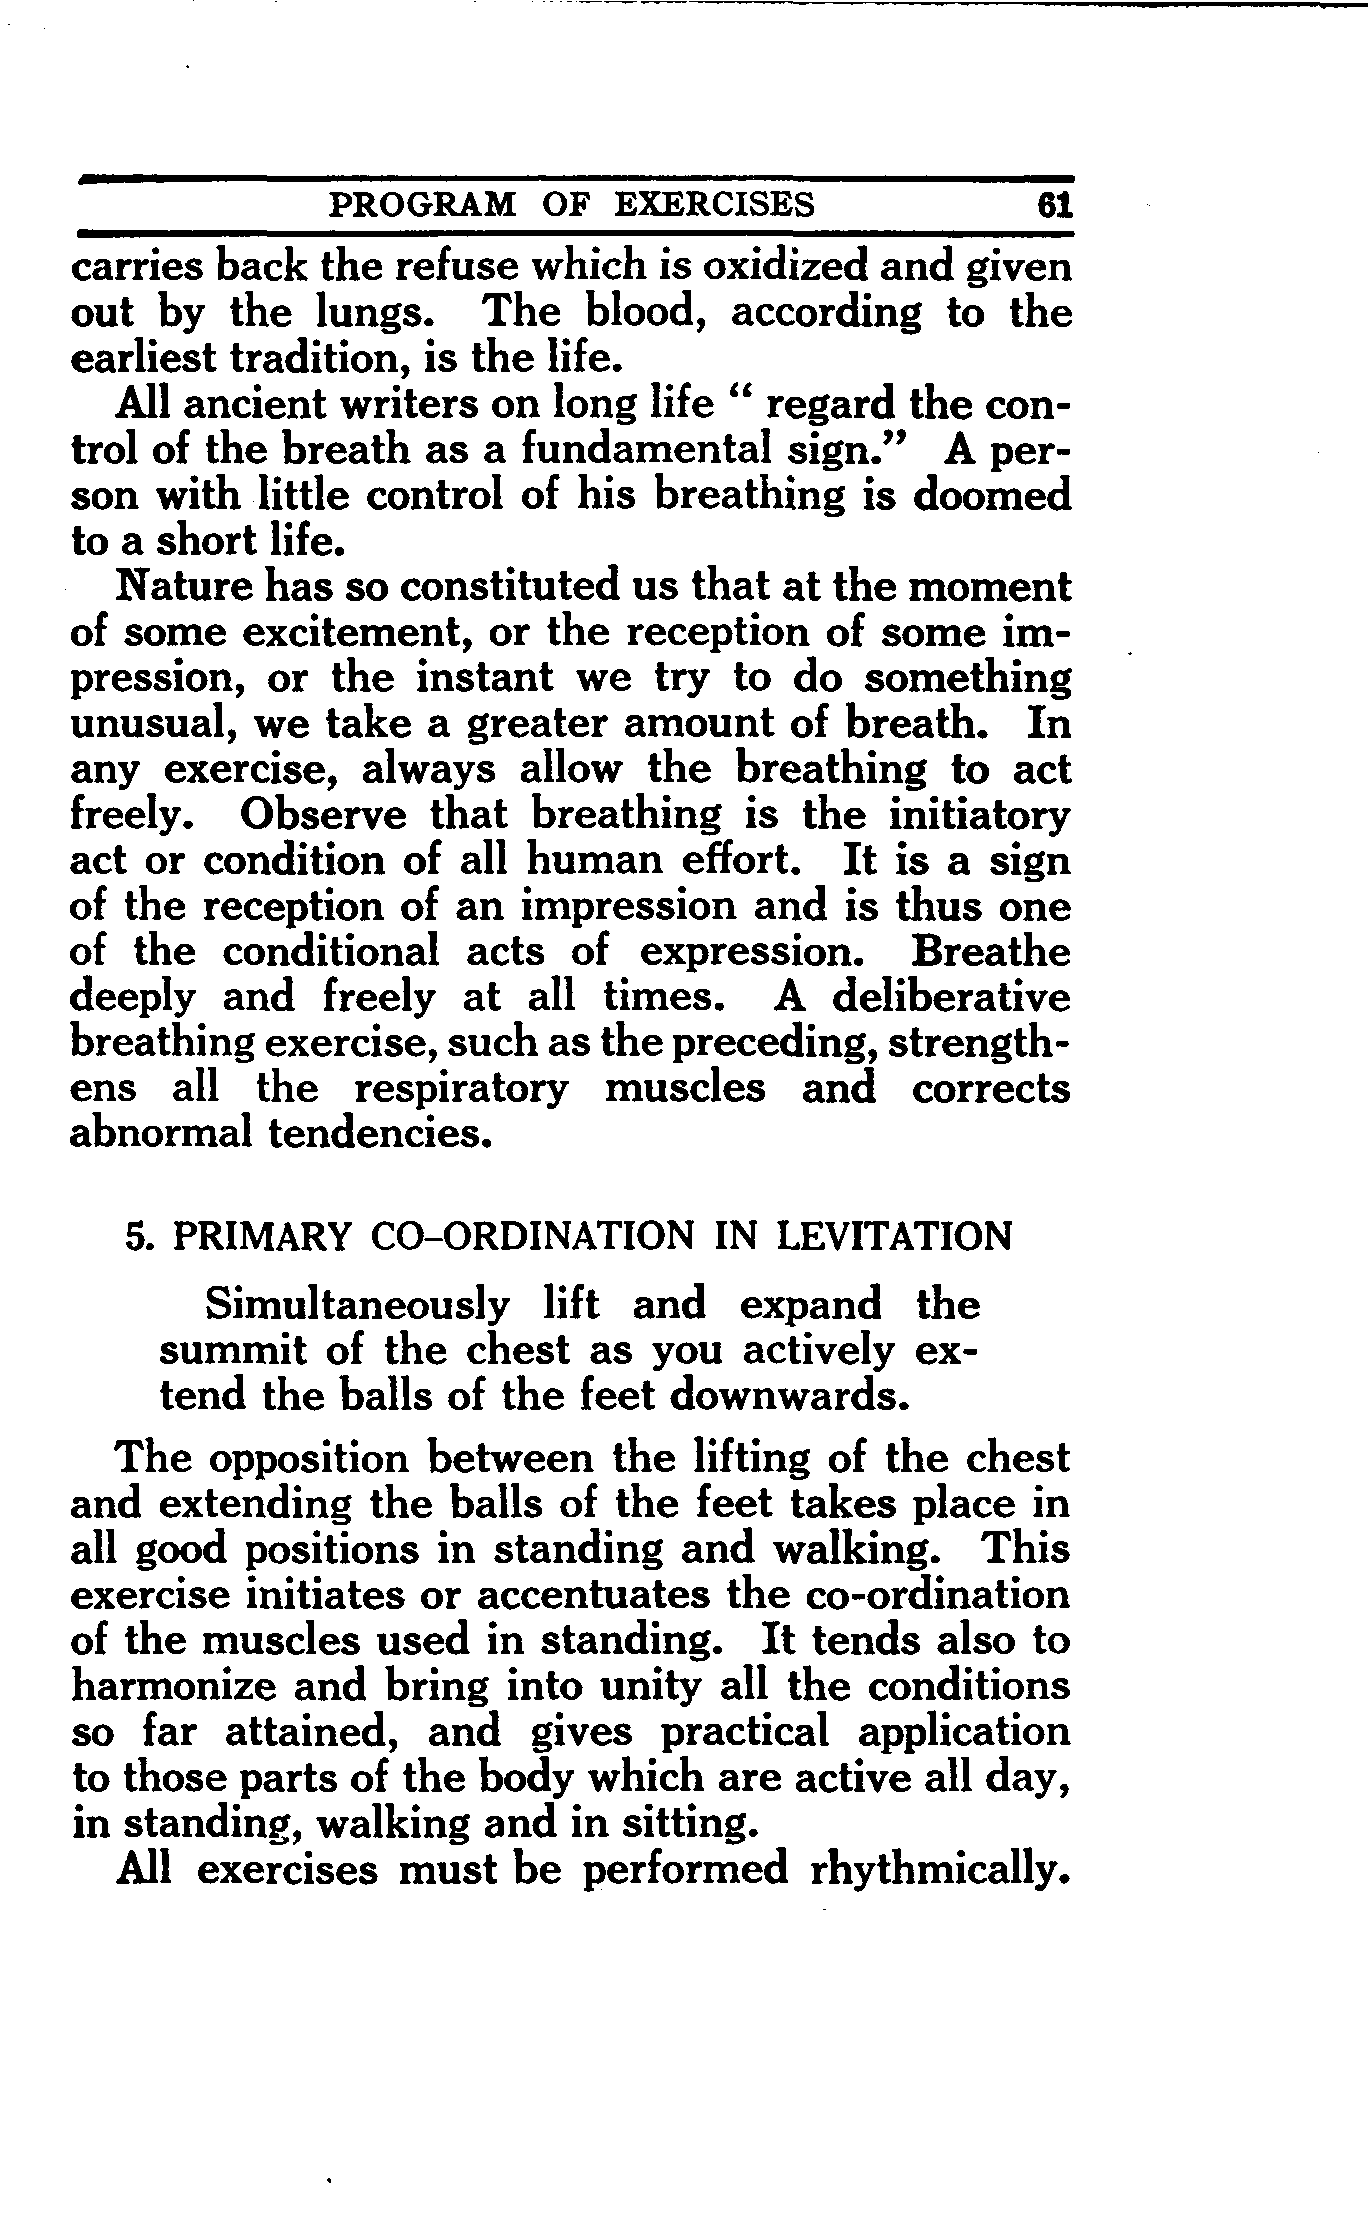 PROGRAM OF EXERCISES 61
carries back the refuse which is oxidized and given
out by the lungs. The blood, according to the
earliest tradition, is the life.
All ancient writers on long life “ regard the con-
trol of the breath as a fundamental sign.” A per-
son with little control of his breathing is doomed
to a short life.
Nature has so constituted us that at the moment
of some excitement, or the reception of some im-
pression, or the instant we try to do something
unusual, we take a greater amount of breath. In
any exercise, always allow the breathing to act
freely. Observe that breathing is the initiatory
act or condition of all human effort. It is a sign
of the reception of an impression and is thus one
of the conditional acts of expression. Breathe
deeply and freely at all times. A deliberative
breathing exercise, such as the preceding, strength-
ens all the respiratory muscles and corrects
abnormal tendencies.
5. PRIMARY CO-ORDINATION IN LEVITATION
Simultaneously lift and expand the
summit of the chest as you actively ex-
tend the balls of the feet downwards.
The opposition between the lifting of the chest
and extending the balls of the feet takes place in
all good positions in standing and walking. This
exercise initiates or accentuates the co-ordination
of the muscles used in standing. It tends also to
harmonize and bring into unity all the conditions
so far attained, and gives practical application
to those parts of the body which are active all day,
in standing, walking and in sitting.
All exercises must be performed rhythmically.